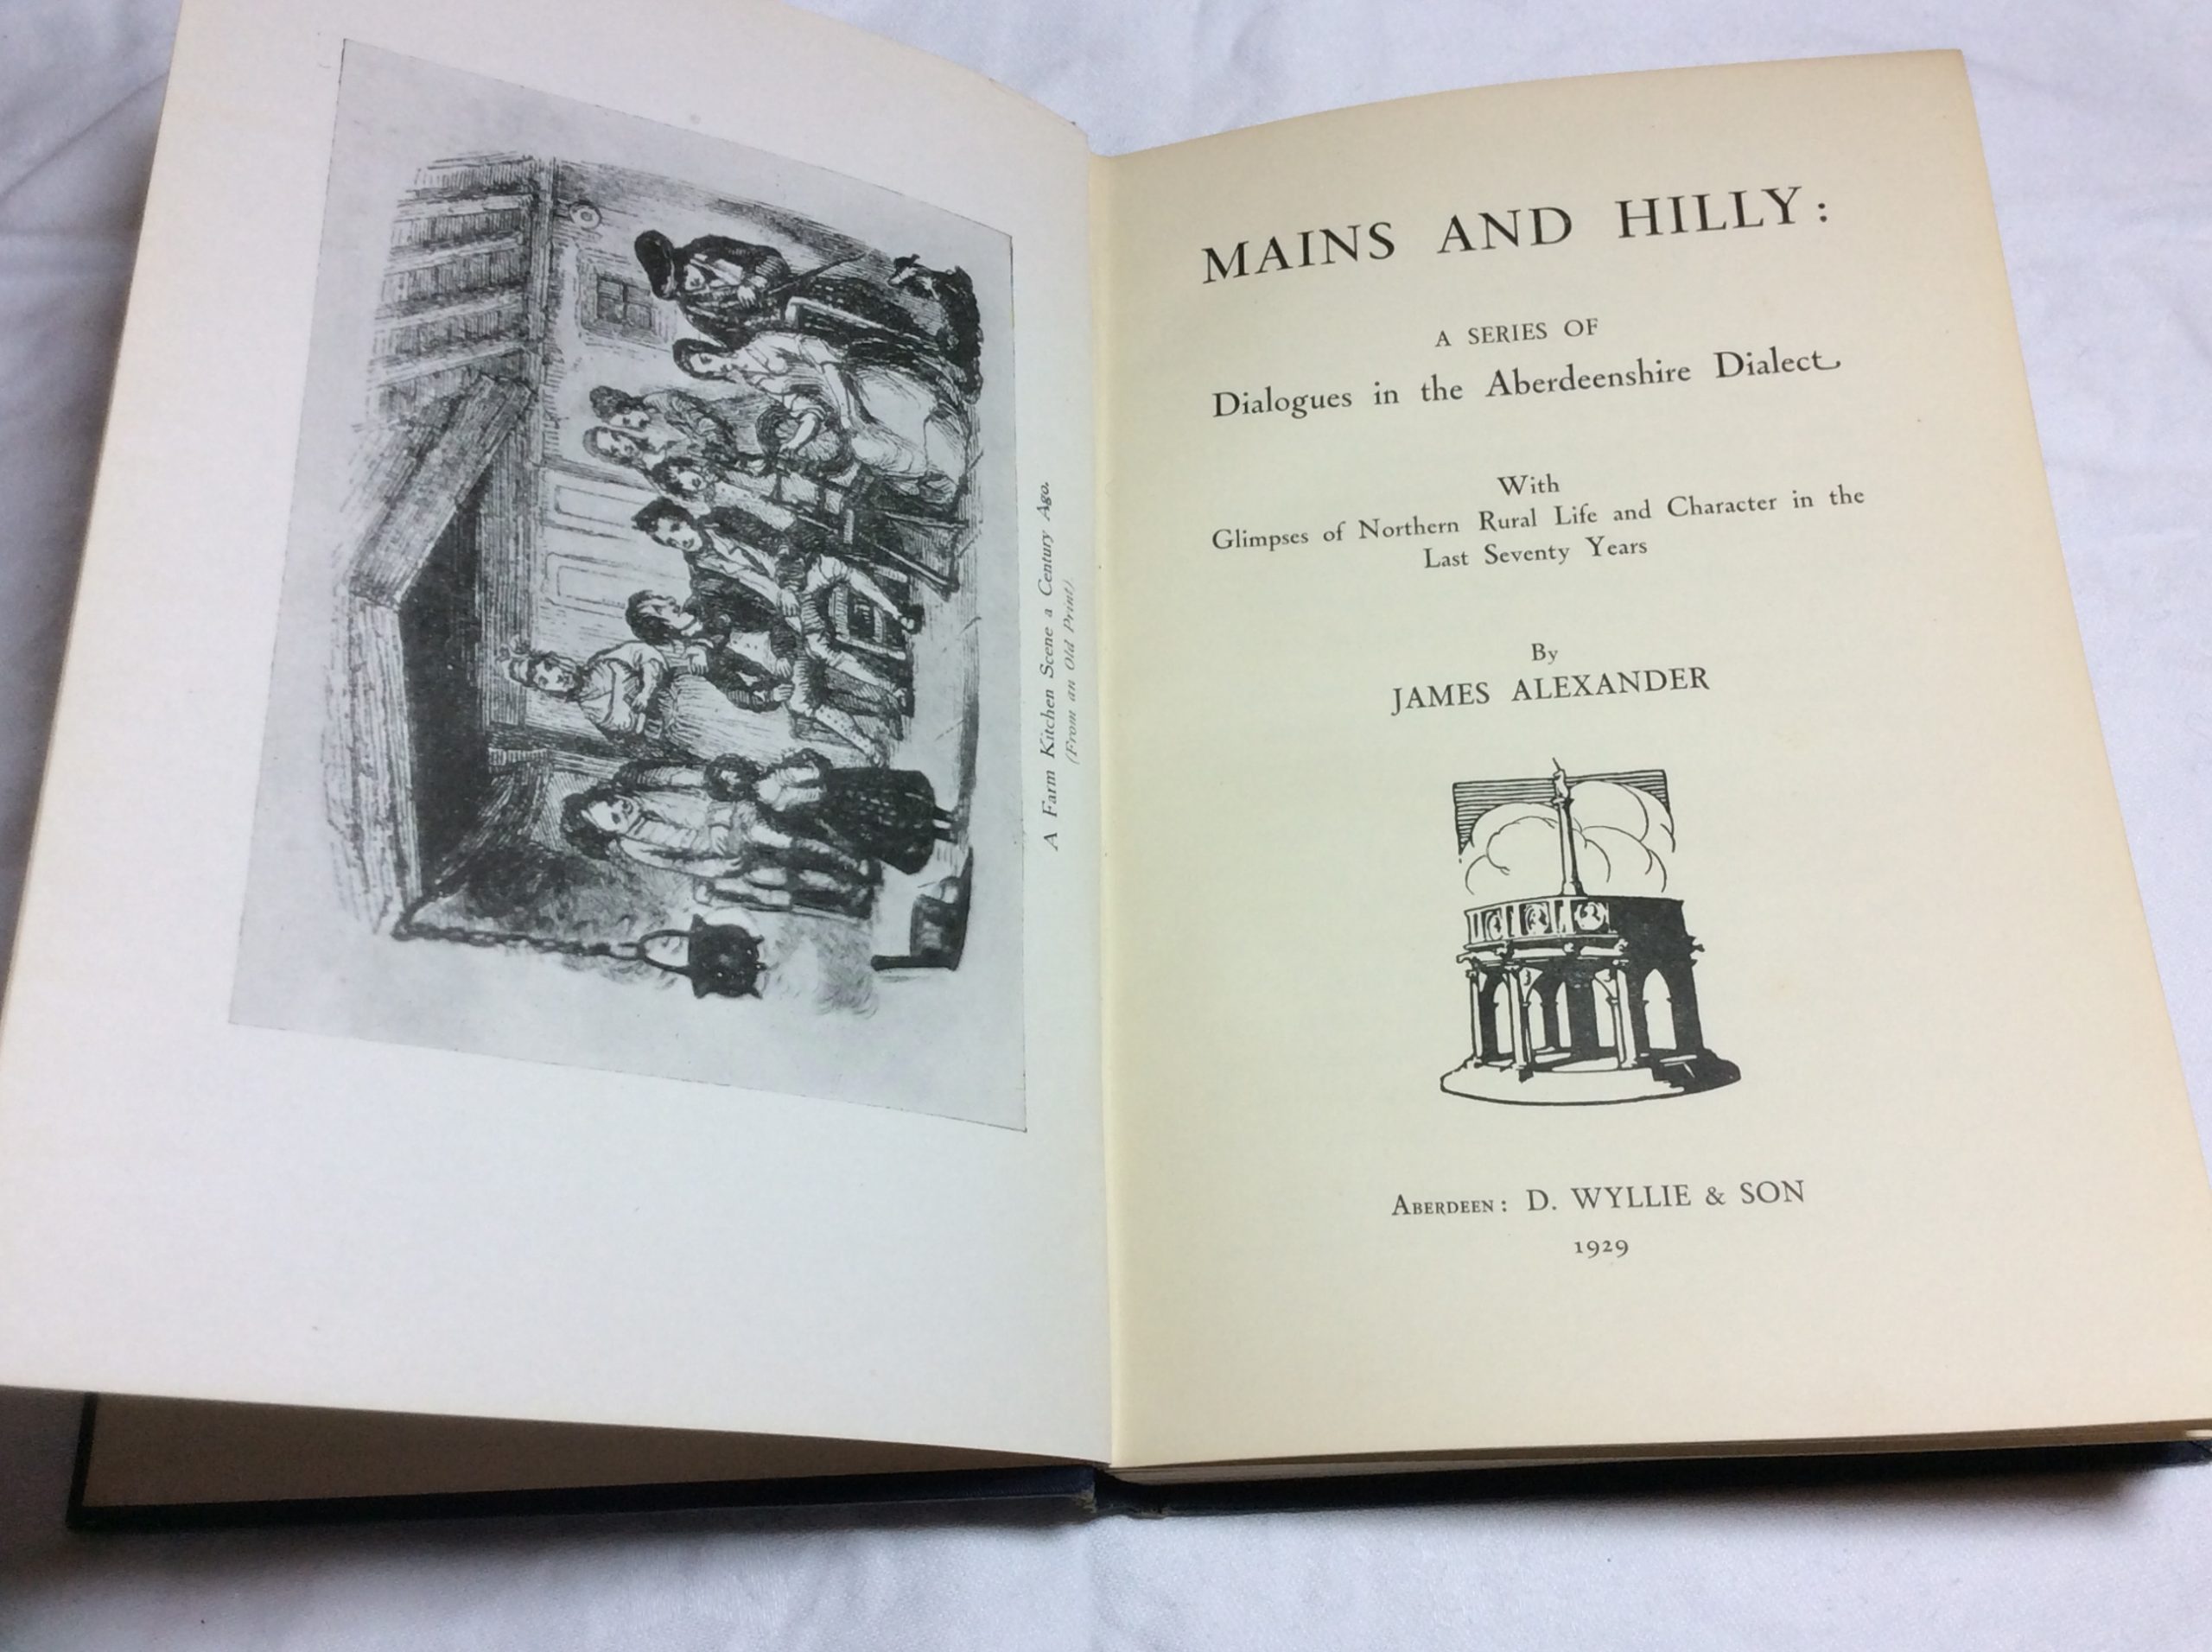 A Farm Kitchen Scene a Century Ago.
(From an Old Print)
MAINS AND HILLY:
A SERIES OF
Dialogues in the Aberdeenshire Dialect
With
Glimpses of Northern Rural Life and Character in the
Last Seventy Years
By
JAMES ALEXANDER
ABERDEEN: D. WYLLIE & SON
1929